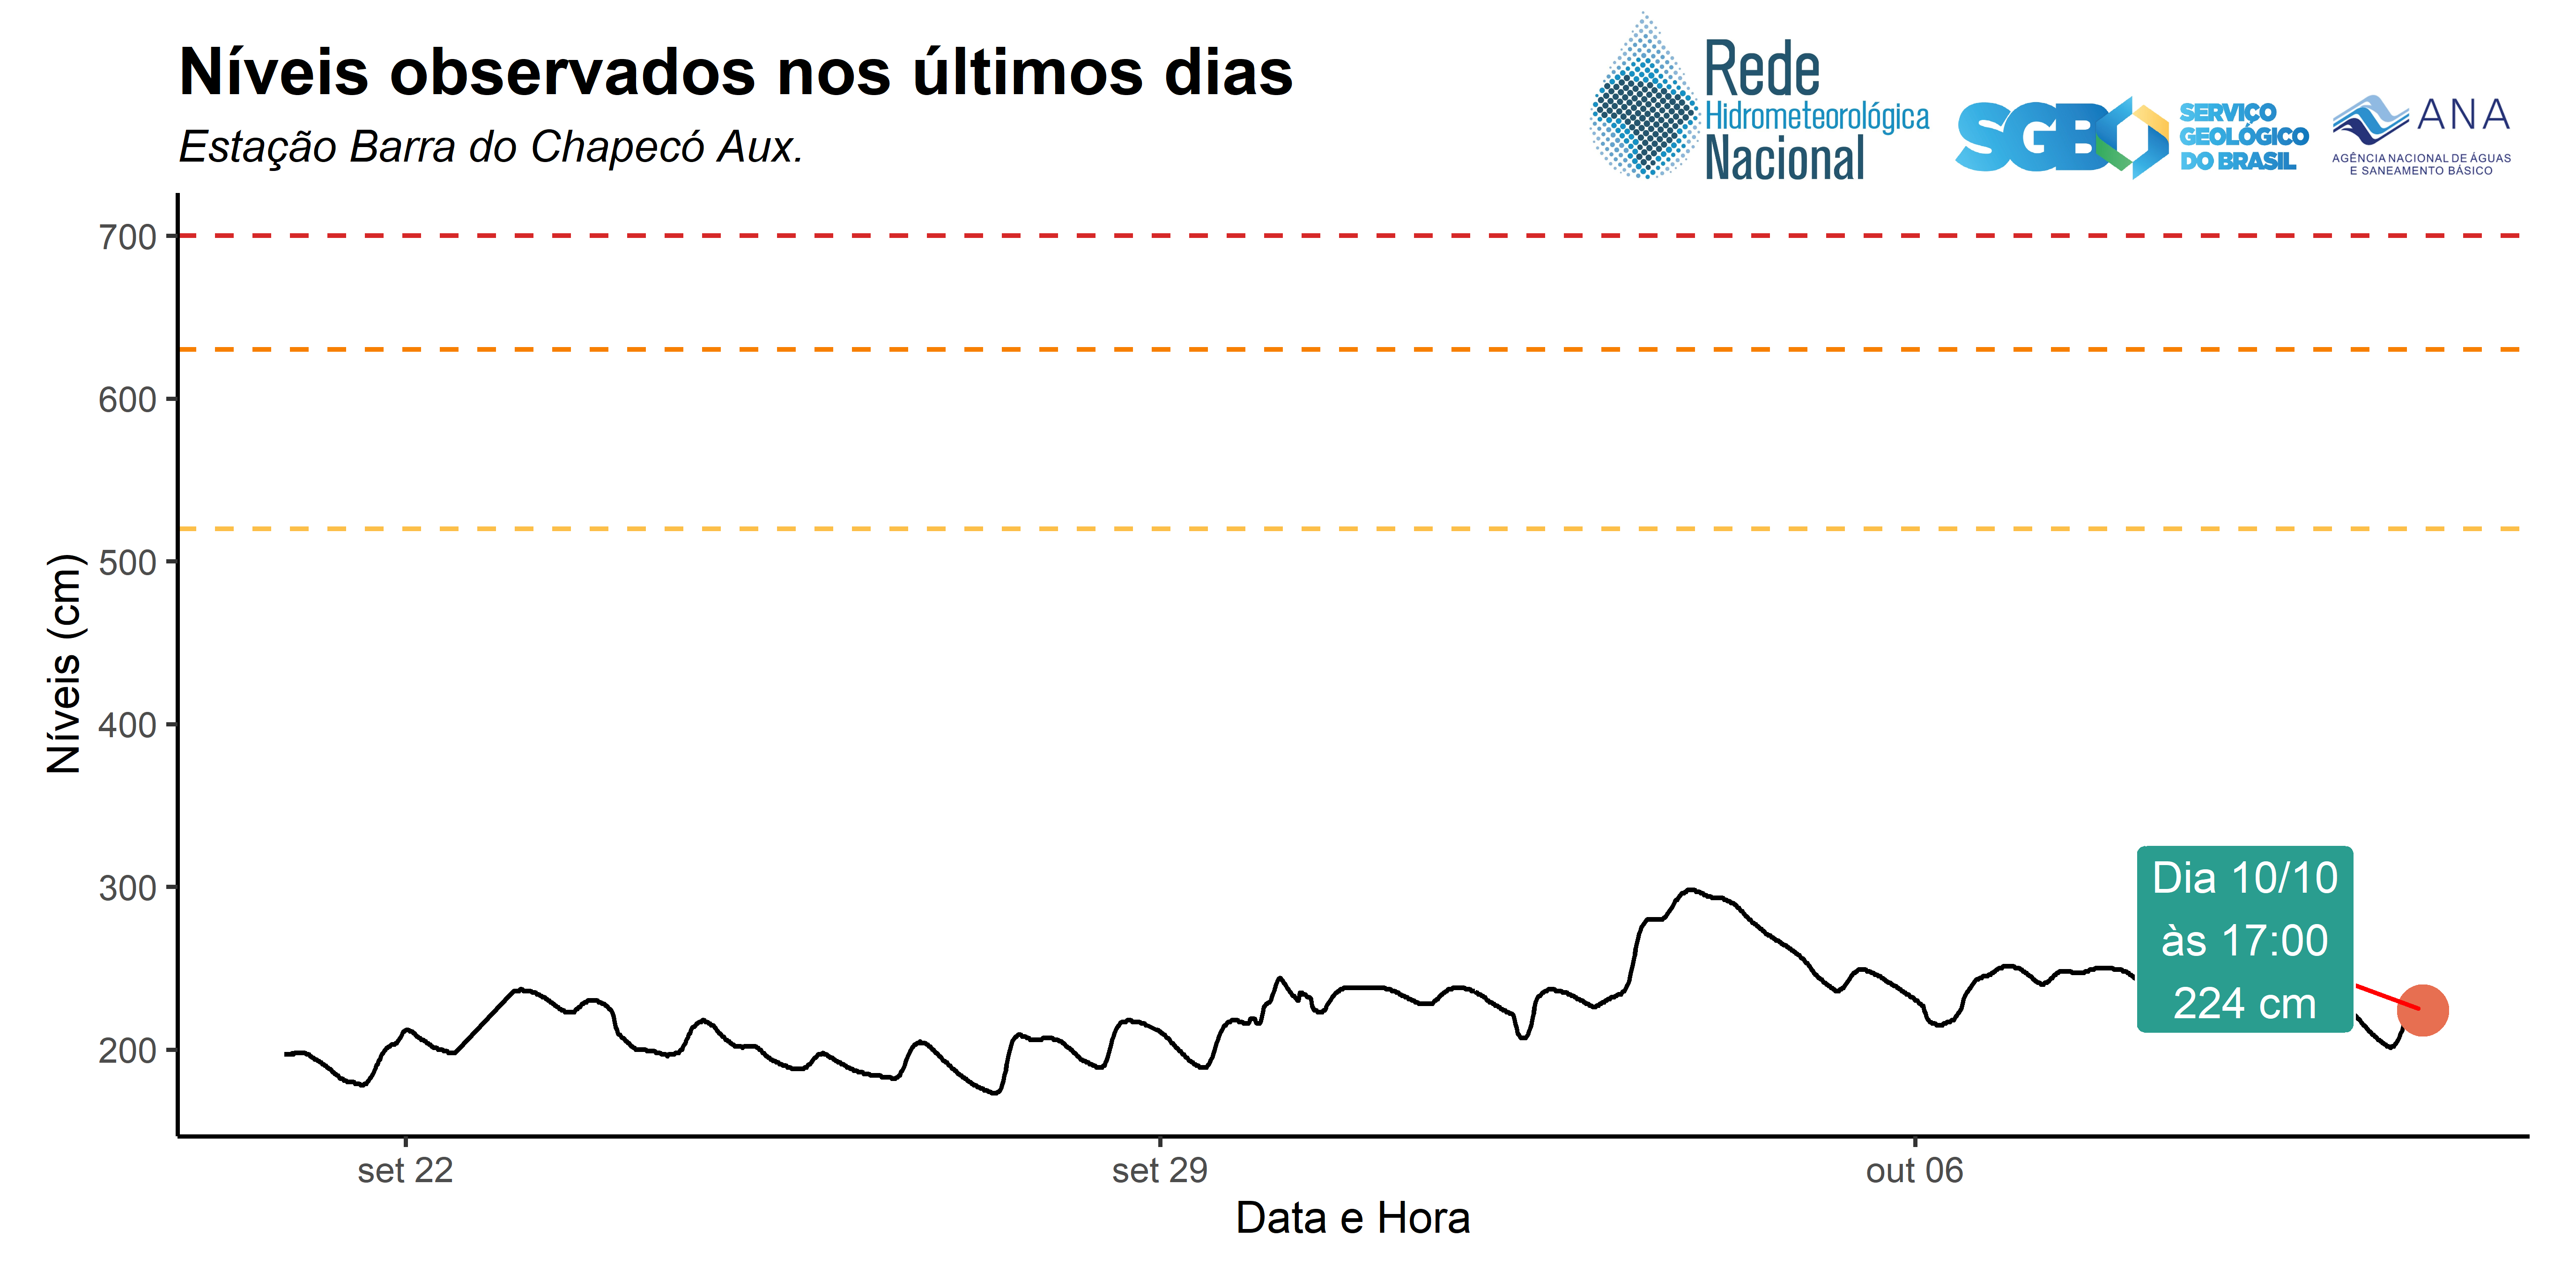 Níveis observados nos últimos dias
Estação Barra do Chapecó Aux.
Rede
Hidrometeorológica
Nacional
SGB
SERVIÇO
GEOLÓGICO
DO BRASIL
ANA
AGÊNCIA NACIONAL DE ÁGUAS
E SANEAMENTO BÁSICO
Níveis (cm)
700
600
500
400
300
200
Dia 10/10
às 17:00
224 cm
set 22
set 29
out 06
Data e Hora